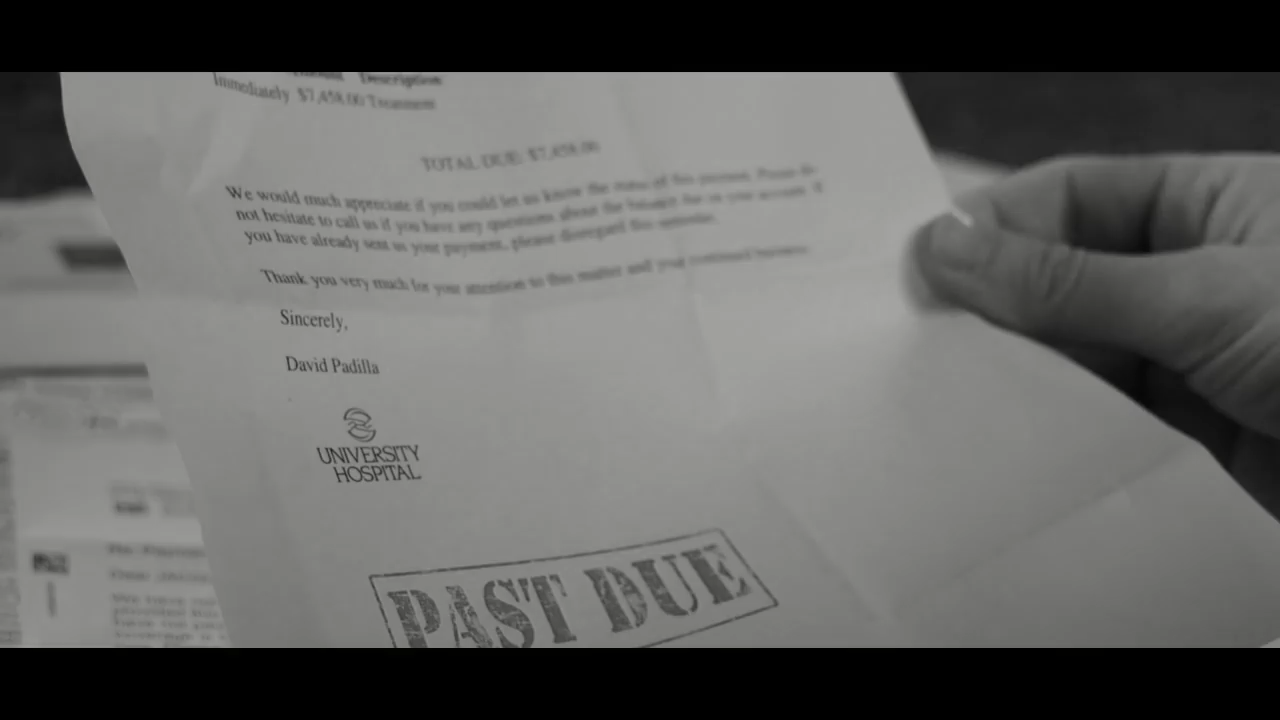 Amount Description
Immediately $7,458.00 Treatment
TOTAL DUE: $7,458.00
We would much appreciate if you could let us know the status of this payment. Please do
not hesitate to call us if you have any questions about the balance due on your account. If
you have already sent us your payment, please disregard this reminder.
Thank you very much for your attention to this matter and your continued business.
Sincerely,
David Padilla
UNIVERSITY
HOSPITAL
PAST DUE